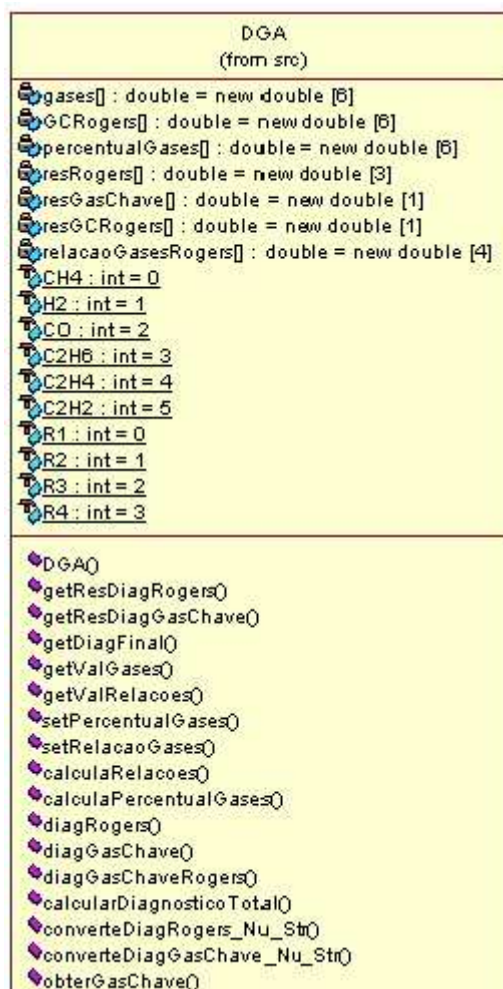 DGA
(from src)
gases[] : double = new double [6]
GCRogers[] : double = new double [6]
percentualGases[] : double = new double [6]
resRogers[] : double = new double [3]
resGasChave[] : double = new double [1]
resGCRogers[] : double = new double [1]
relacaoGasesRogers[] : double = new double [4]
CH4 : int = 0
H2 : int = 1
CO : int = 2
C2H6 : int = 3
C2H4 : int = 4
C2H2 : int = 5
R1 : int = 0
R2 : int = 1
R3 : int = 2
R4 : int = 3
DGA()
getResDiagRogers()
getResDiagGasChave()
getDiagFinal()
getValGases()
getValRelacoes()
setPercentualGases()
setRelacaoGases()
calculaRelacoes()
calculaPercentualGases()
diagRogers()
diagGasChave()
diagGasChaveRogers()
calcularDiagnosticoTotal()
converteDiagRogers_Nu_Str()
converteDiagGasChave_Nu_Str()
obterGasChave()